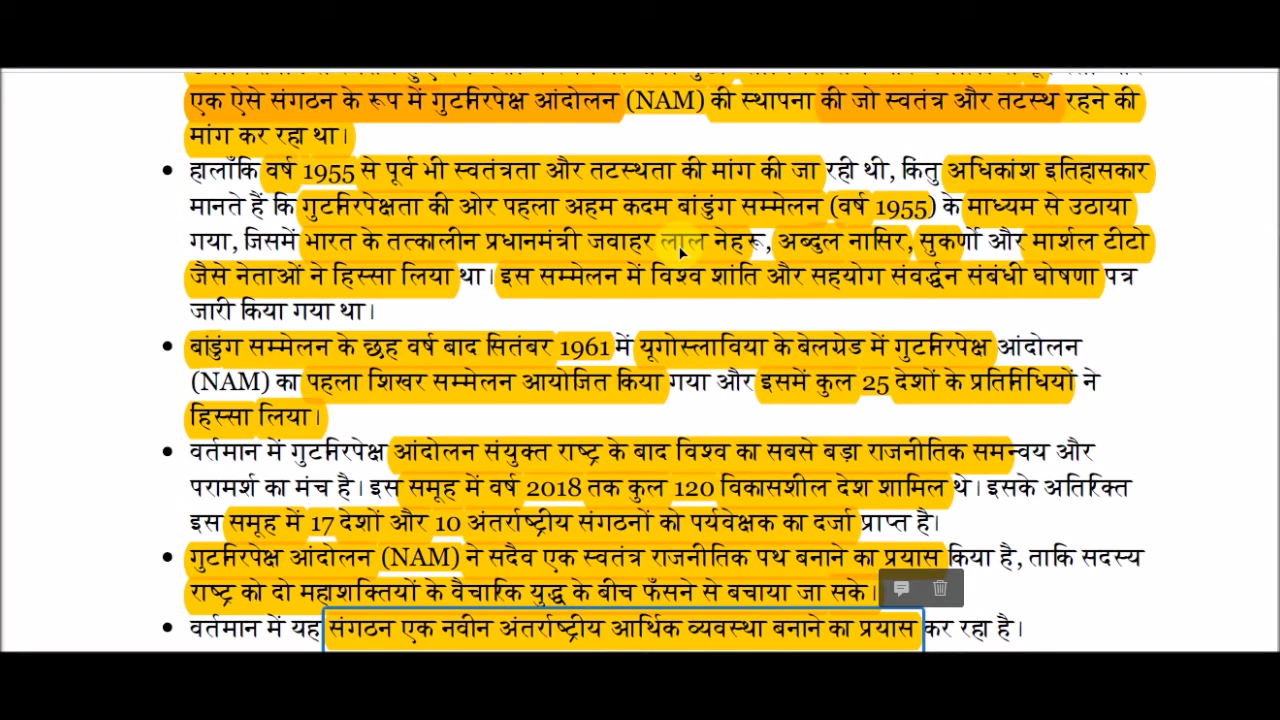 एक ऐसे संगठन के रूप में गुटनिरपेक्ष आंदोलन (NAM) की स्थापना की जो स्वतंत्र और तटस्थ रहने की
मांग कर रहा था।
• हालाँकि वर्ष 1955 से पूर्व भी स्वतंत्रता और तटस्थता की मांग की जा रही थी, किंतु अधिकांश इतिहासकार
मानते हैं कि गुटनिरपेक्षता की ओर पहला अहम कदम बांडुंग सम्मेलन (वर्ष 1955) के माध्यम से उठाया
गया, जिसमें भारत के तत्कालीन प्रधानमंत्री जवाहर लाल नेहरू, अब्दुल नासिर, सुकर्णो और मार्शल टीटो
जैसे नेताओं ने हिस्सा लिया था। इस सम्मेलन में विश्व शांति और सहयोग संवर्द्धन संबंधी घोषणा पत्र
जारी किया गया था।
• बांडुंग सम्मेलन के छह वर्ष बाद सितंबर 1961 में यूगोस्लाविया के बेलग्रेड में गुटनिरपेक्ष आंदोलन
(NAM) का पहला शिखर सम्मेलन आयोजित किया गया और इसमें कुल 25 देशों के प्रतिनिधियों ने
हिस्सा लिया।
• वर्तमान में गुटनिरपेक्ष आंदोलन संयुक्त राष्ट्र के बाद विश्व का सबसे बड़ा राजनीतिक समन्वय और
परामर्श का मंच है। इस समूह में वर्ष 2018 तक कुल 120 विकासशील देश शामिल थे। इसके अतिरिक्त
इस समूह में 17 देशों और 10 अंतर्राष्ट्रीय संगठनों को पर्यवेक्षक का दर्जा प्राप्त है।
• गुटनिरपेक्ष आंदोलन (NAM) ने सदैव एक स्वतंत्र राजनीतिक पथ बनाने का प्रयास किया है, ताकि सदस्य
राष्ट्र को दो महाशक्तियों के वैचारिक युद्ध के बीच फँसने से बचाया जा सके।
• वर्तमान में यह संगठन एक नवीन अंतर्राष्ट्रीय आर्थिक व्यवस्था बनाने का प्रयास कर रहा है।